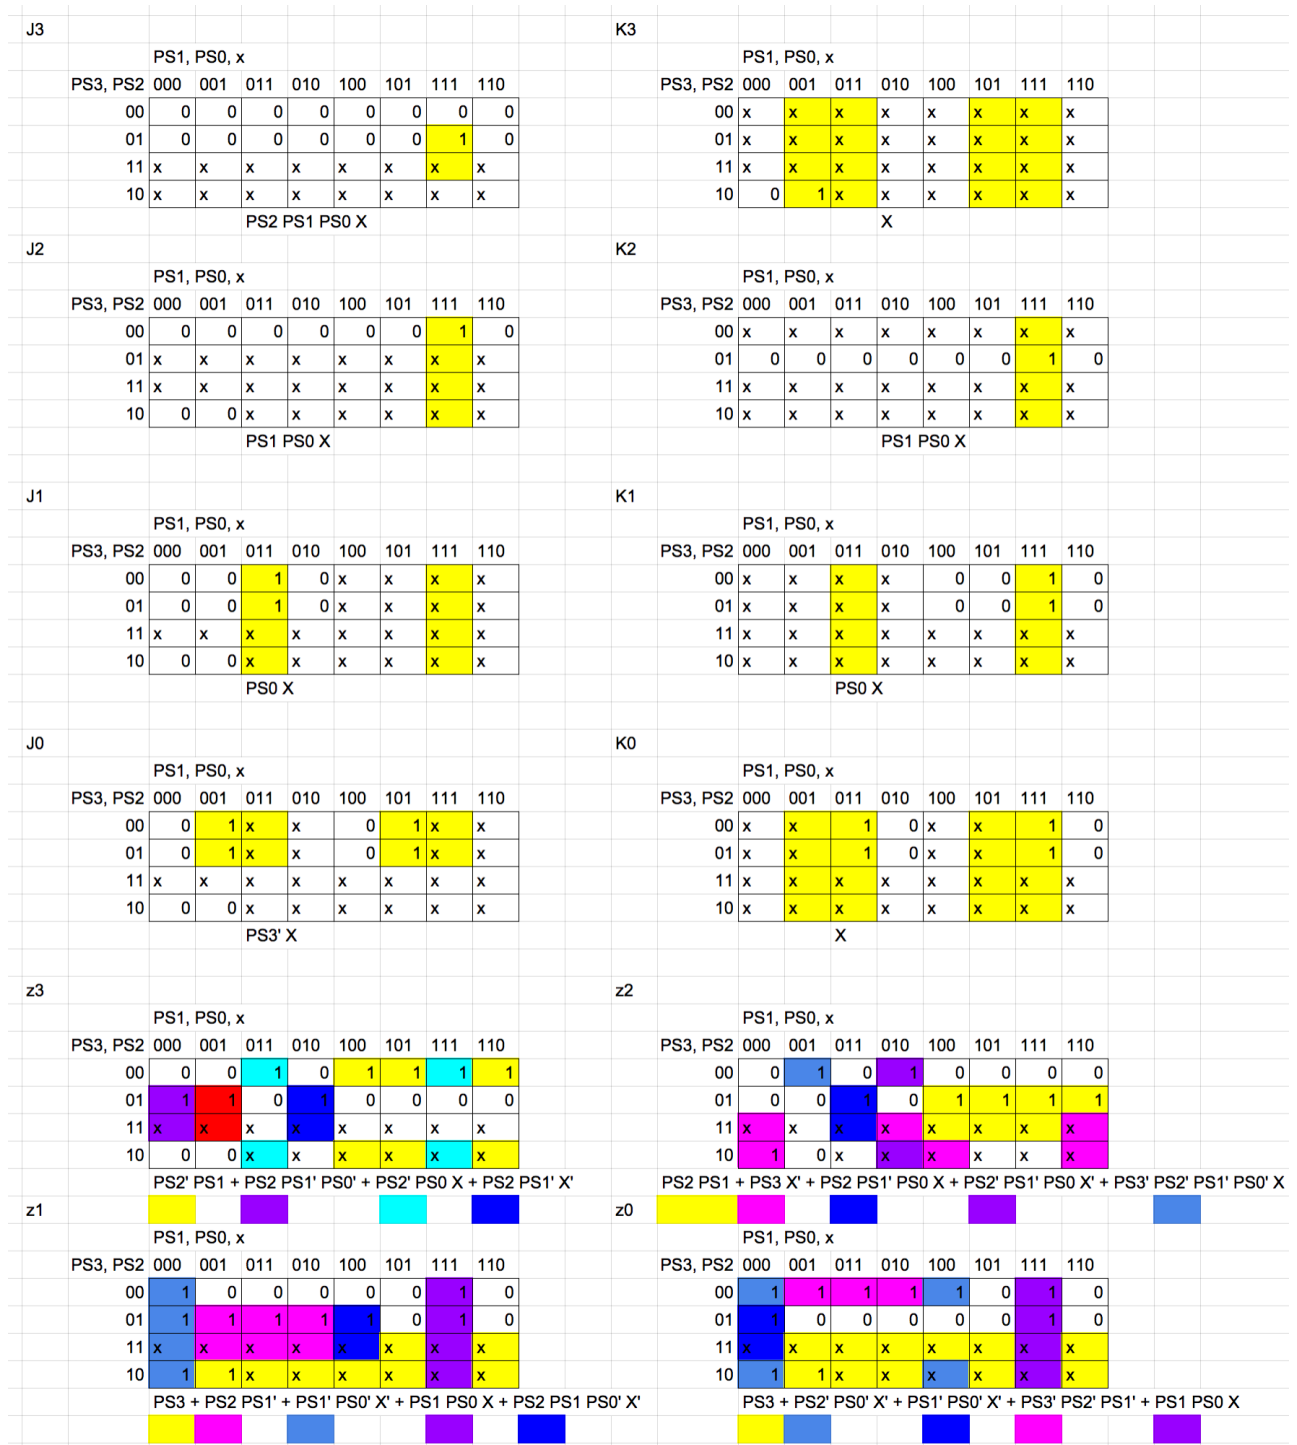 J3 K3
PS1, PS0, x PS1, PS0, x
PS3, PS2 000 001 011 010 100 101 111 110 PS3, PS2 000 001 011 010 100 101 111 110
00 0 0 0 0 0 0 0 0 00 x x x x x x x x
01 0 0 0 0 0 0 1 0 01 x x x x x x x x
11 x x x x x x x x 11 x x x x x x x x
10 x x x x x x x x 10 0 1 x x x x x x
PS2 PS1 PS0 X X
J2 K2
PS1, PS0, x PS1, PS0, x
PS3, PS2 000 001 011 010 100 101 111 110 PS3, PS2 000 001 011 010 100 101 111 110
00 0 0 0 0 0 0 1 0 00 x x x x x x x x
01 x x x x x x x x 01 0 0 0 0 0 0 1 0
11 x x x x x x x x 11 x x x x x x x x
10 0 0 x x x x x x 10 x x x x x x x x
PS1 PS0 X PS1 PS0 X
J1 K1
PS1, PS0, x PS1, PS0, x
PS3, PS2 000 001 011 010 100 101 111 110 PS3, PS2 000 001 011 010 100 101 111 110
00 0 0 1 0 x x x x 00 x x x x 0 0 1 0
01 0 0 1 0 x x x x 01 x x x x 0 0 1 0
11 x x x x x x x x 11 x x x x x x x x
10 0 0 x x x x x x 10 x x x x x x x x
PS0 X PS0 X
J0 K0
PS1, PS0, x PS1, PS0, x
PS3, PS2 000 001 011 010 100 101 111 110 PS3, PS2 000 001 011 010 100 101 111 110
00 0 1 x x 0 1 x x 00 x x 1 0 x x 1 0
01 0 1 x x 0 1 x x 01 x x 1 0 x x 1 0
11 x x x x x x x x 11 x x x x x x x x
10 0 0 x x x x x x 10 x x x x x x x x
PS3' X X
z3 z2
PS1, PS0, x PS1, PS0, x
PS3, PS2 000 001 011 010 100 101 111 110 PS3, PS2 000 001 011 010 100 101 111 110
00 0 0 1 0 1 1 1 1 00 0 1 0 1 0 0 0 0
01 1 1 0 1 0 0 0 0 01 0 0 1 0 1 1 1 1
11 x x x x x x x x 11 x x x x x x x x
10 0 0 x x x x x x 10 1 0 x x x x x x
PS2' PS1 + PS2 PS1' PS0' + PS2' PS0 X + PS2 PS1' X' PS2 PS1 + PS3 X' + PS2 PS1' PS0 X + PS2' PS1' PS0 X' + PS3' PS2' PS1' PS0' X
z1 z0
PS1, PS0, x PS1, PS0, x
PS3, PS2 000 001 011 010 100 101 111 110 PS3, PS2 000 001 011 010 100 101 111 110
00 1 0 0 0 0 0 1 0 00 1 1 1 1 1 0 1 0
01 1 1 1 1 1 0 1 0 01 1 0 0 0 0 0 1 0
11 x x x x x x x x 11 x x x x x x x x
10 1 1 x x x x x x 10 1 1 x x x x x x
PS3 + PS2 PS1' + PS1' PS0' X' + PS1 PS0 X + PS2 PS1 PS0' X' PS3 + PS2' PS0' X' + PS1' PS0' X' + PS3' PS2' PS1' + PS1 PS0 X